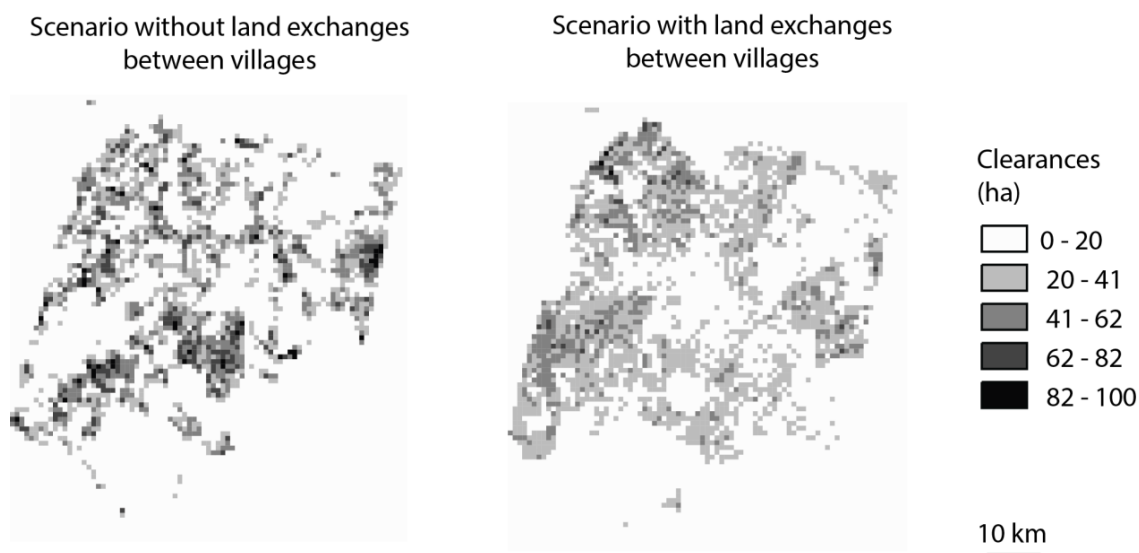 Scenario without land exchanges
between villages
Scenario with land exchanges
between villages
Clearances
(ha)
0 - 20
20 - 41
41 - 62
62 - 82
82 - 100
10 km